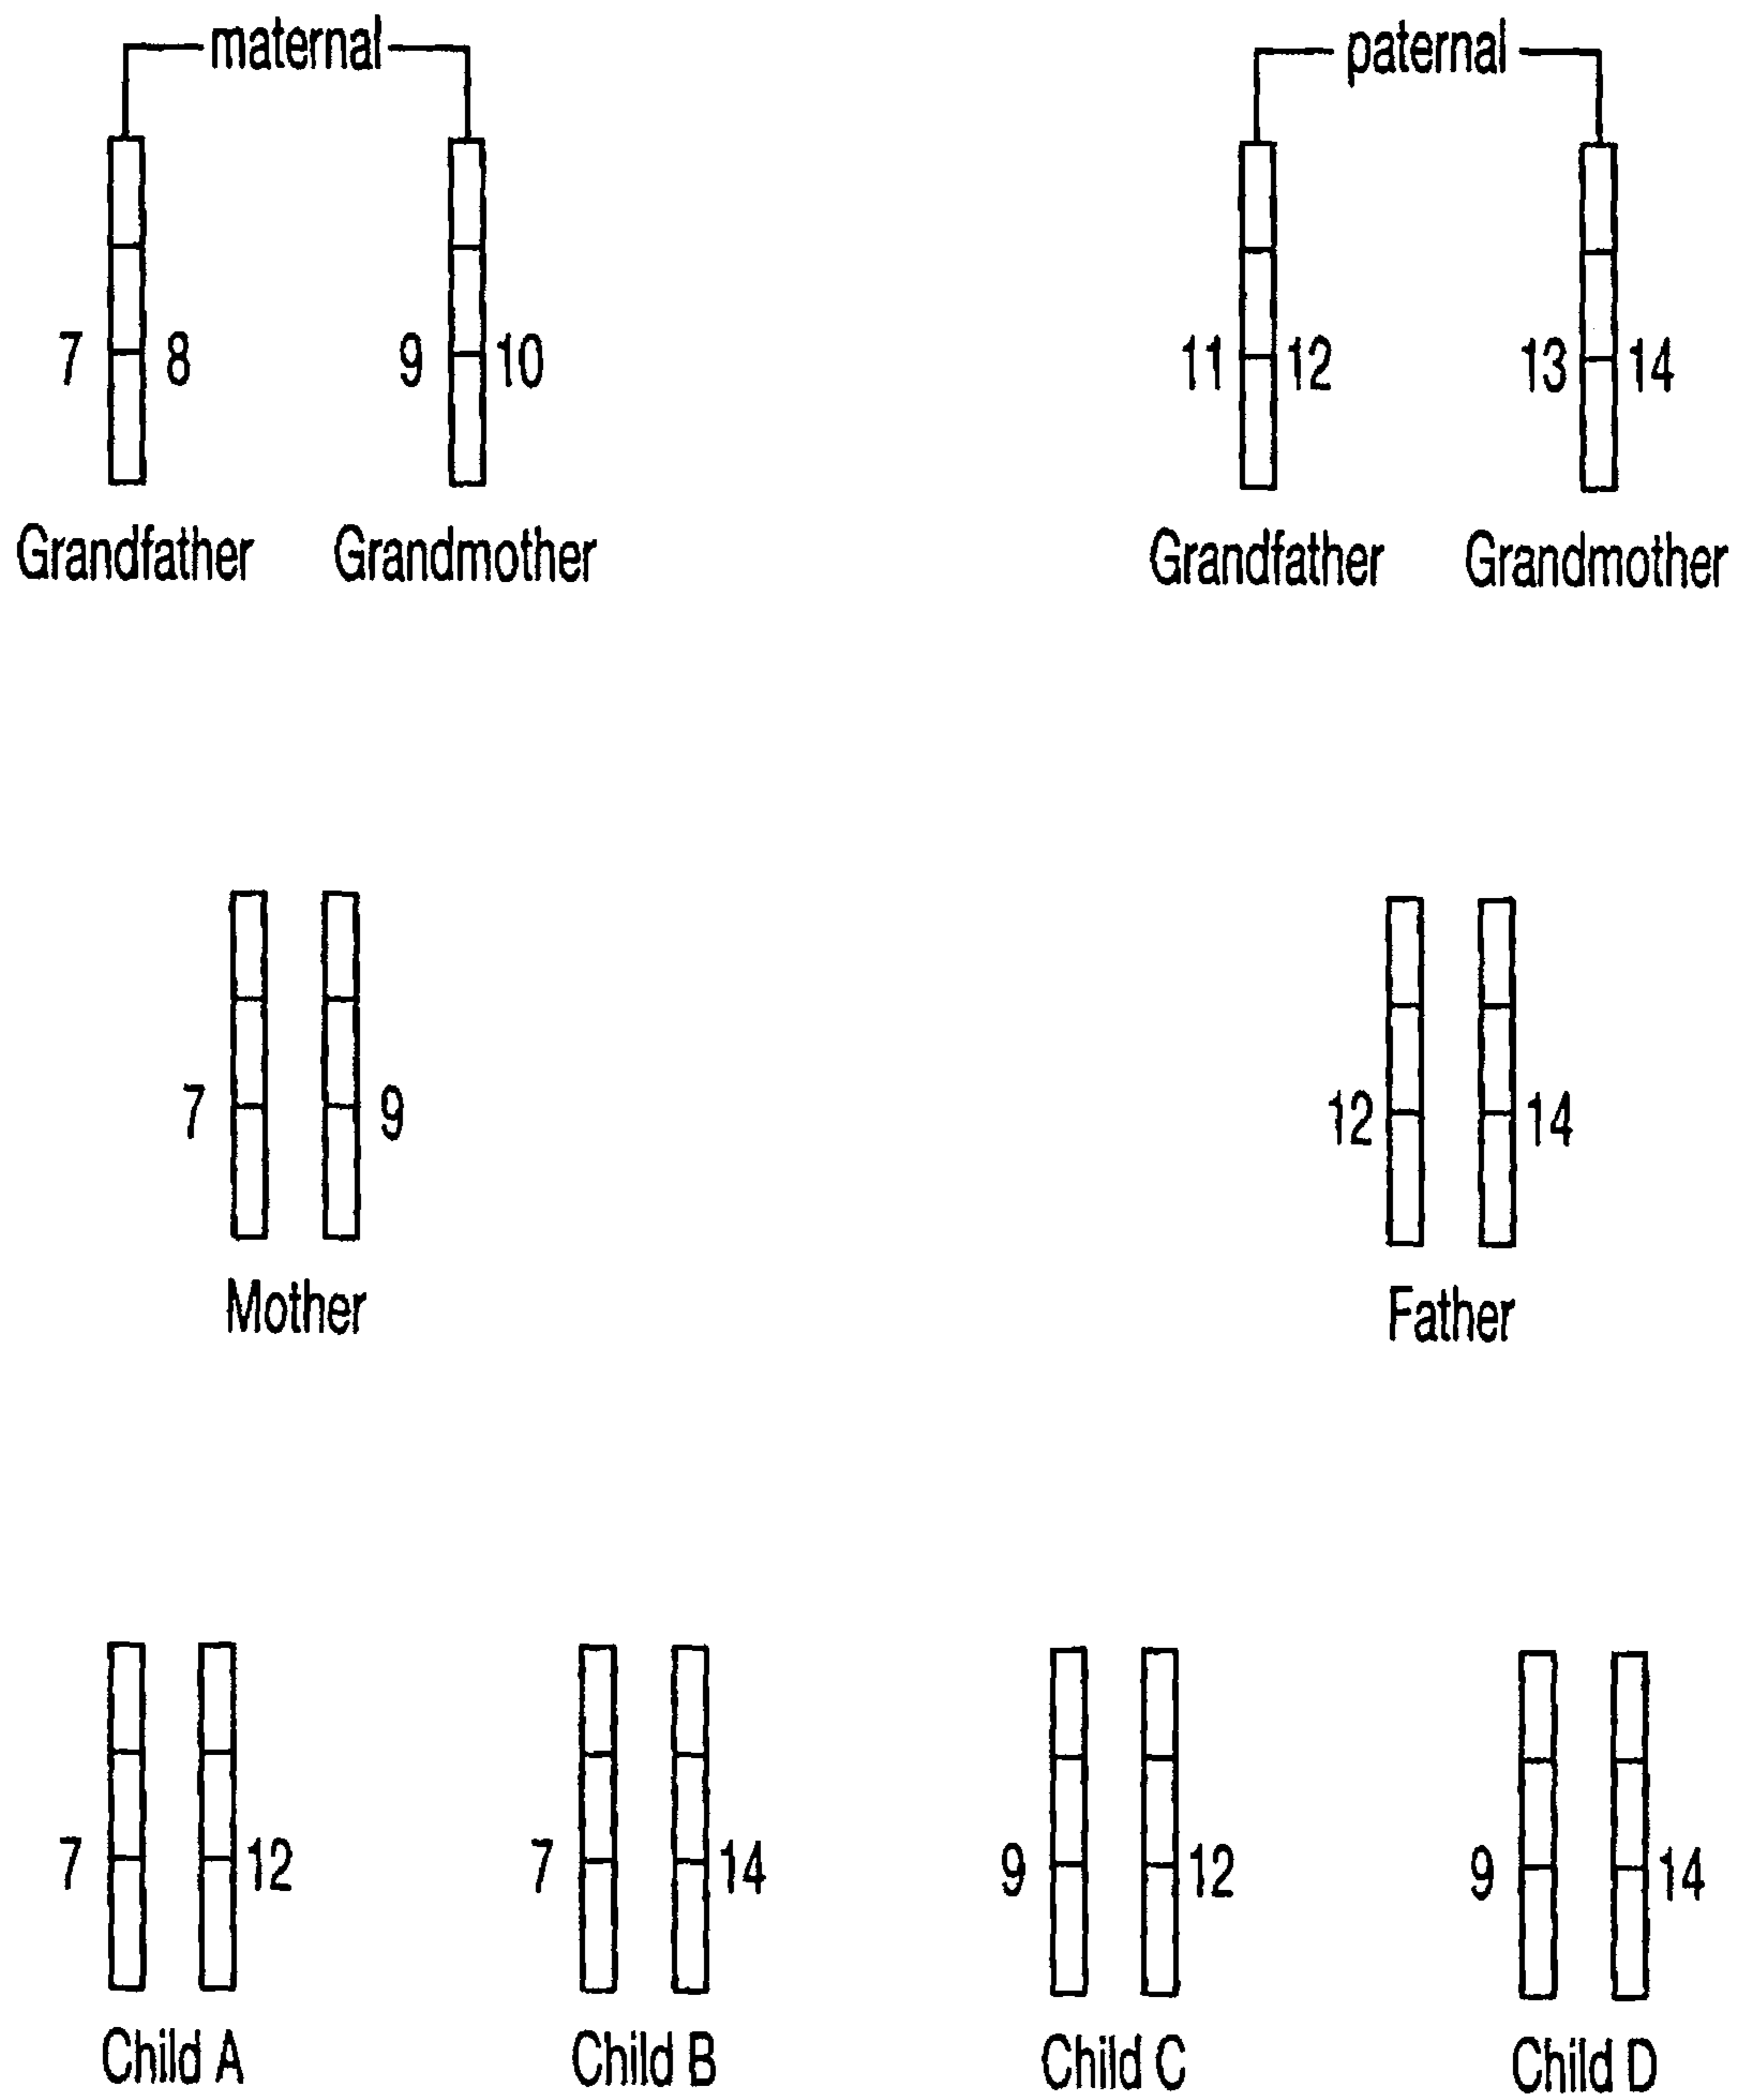 maternal paternal
7 8 9 10 11 12 13 14
Grandfather Grandmother Grandfather Grandmother
7 9 12 14
Mother Father
7 12 7 14 9 12 9 14
Child A Child B Child C Child D